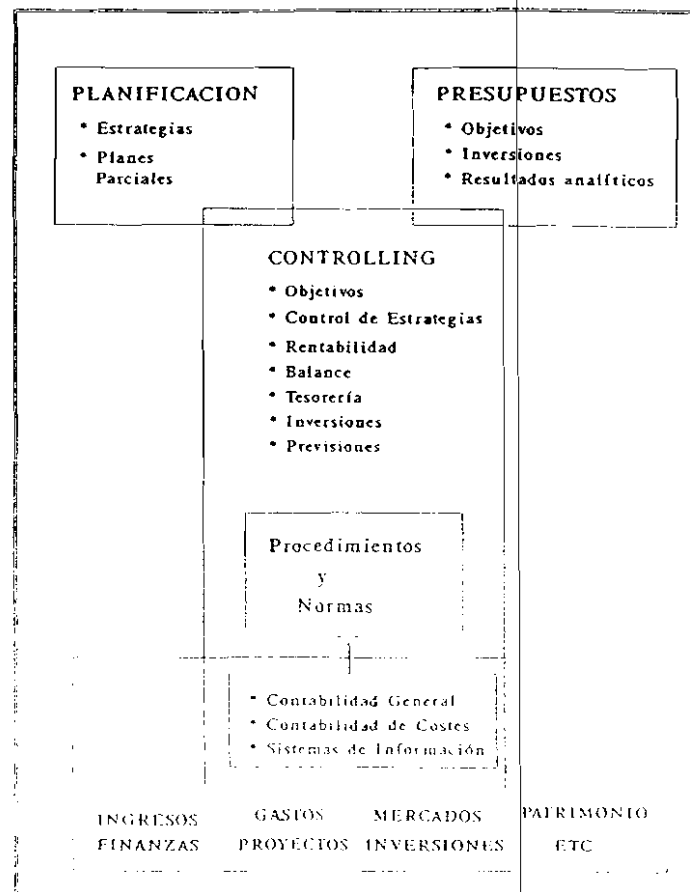 PLANIFICACION
* Estrategias
* Planes
Parciales
PRESUPUESTOS
* Objetivos
* Inversiones
* Resultados analíticos
CONTROLLING
* Objetivos
* Control de Estrategias
* Rentabilidad
* Balance
* Tesorería
* Inversiones
* Previsiones
Procedimientos
y
Normas
* Contabilidad General
* Contabilidad de Costes
* Sistemas de Información
INGRESOS GASTOS MERCADOS PATRIMONIO
FINANZAS PROYECTOS INVERSIONES ETC